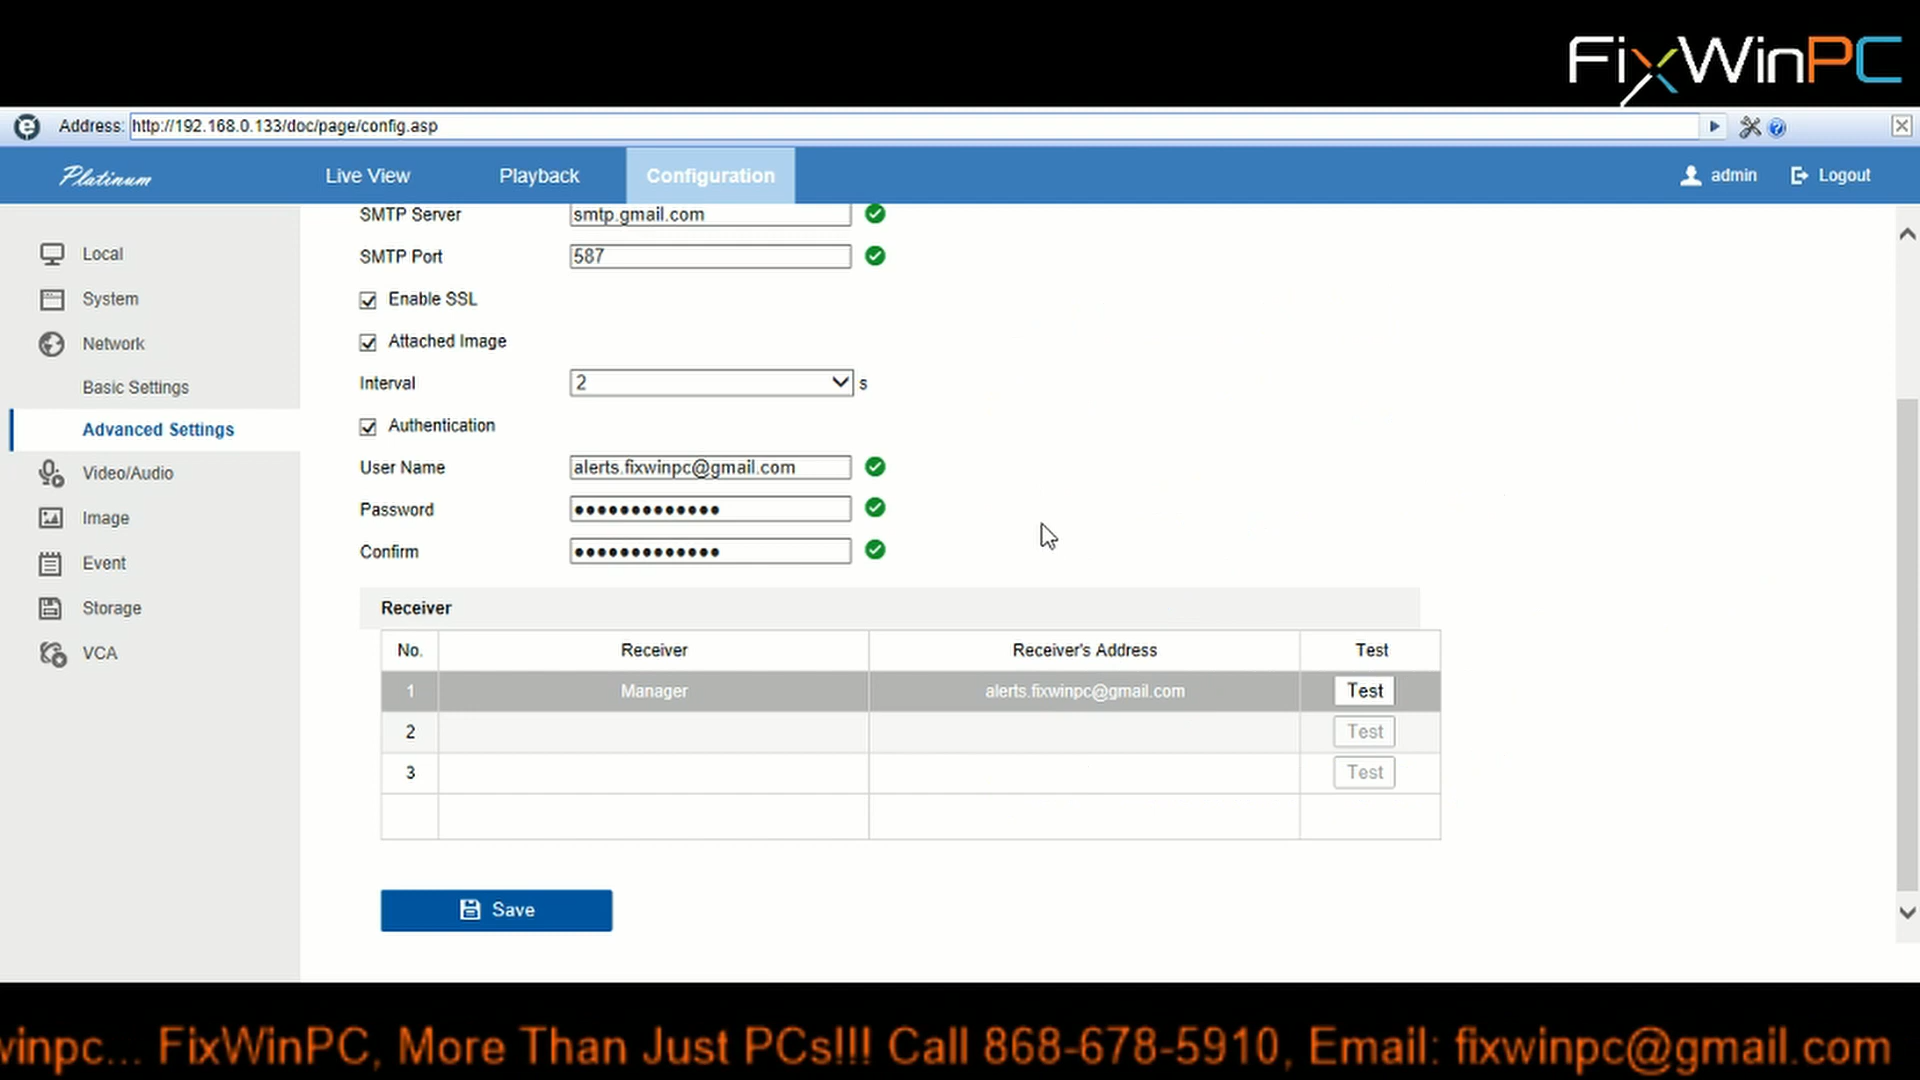 FixWinPC
Address: http://192.168.0.133/doc/page/config.asp
Platinum
Live View
Playback
Configuration
admin
Logout
Local
System
Network
Basic Settings
Advanced Settings
Video/Audio
Image
Event
Storage
VCA
SMTP Server smtp.gmail.com
SMTP Port 587
Enable SSL
Attached Image
Interval 2 s
Authentication
User Name alerts.fixwinpc@gmail.com
Password •••••••••••••
Confirm •••••••••••••
Receiver
No. Receiver Receiver's Address Test
1 Manager alerts.fixwinpc@gmail.com Test
2 Test
3 Test
Save
winpc... FixWinPC, More Than Just PCs!!! Call 868-678-5910, Email: fixwinpc@gmail.com